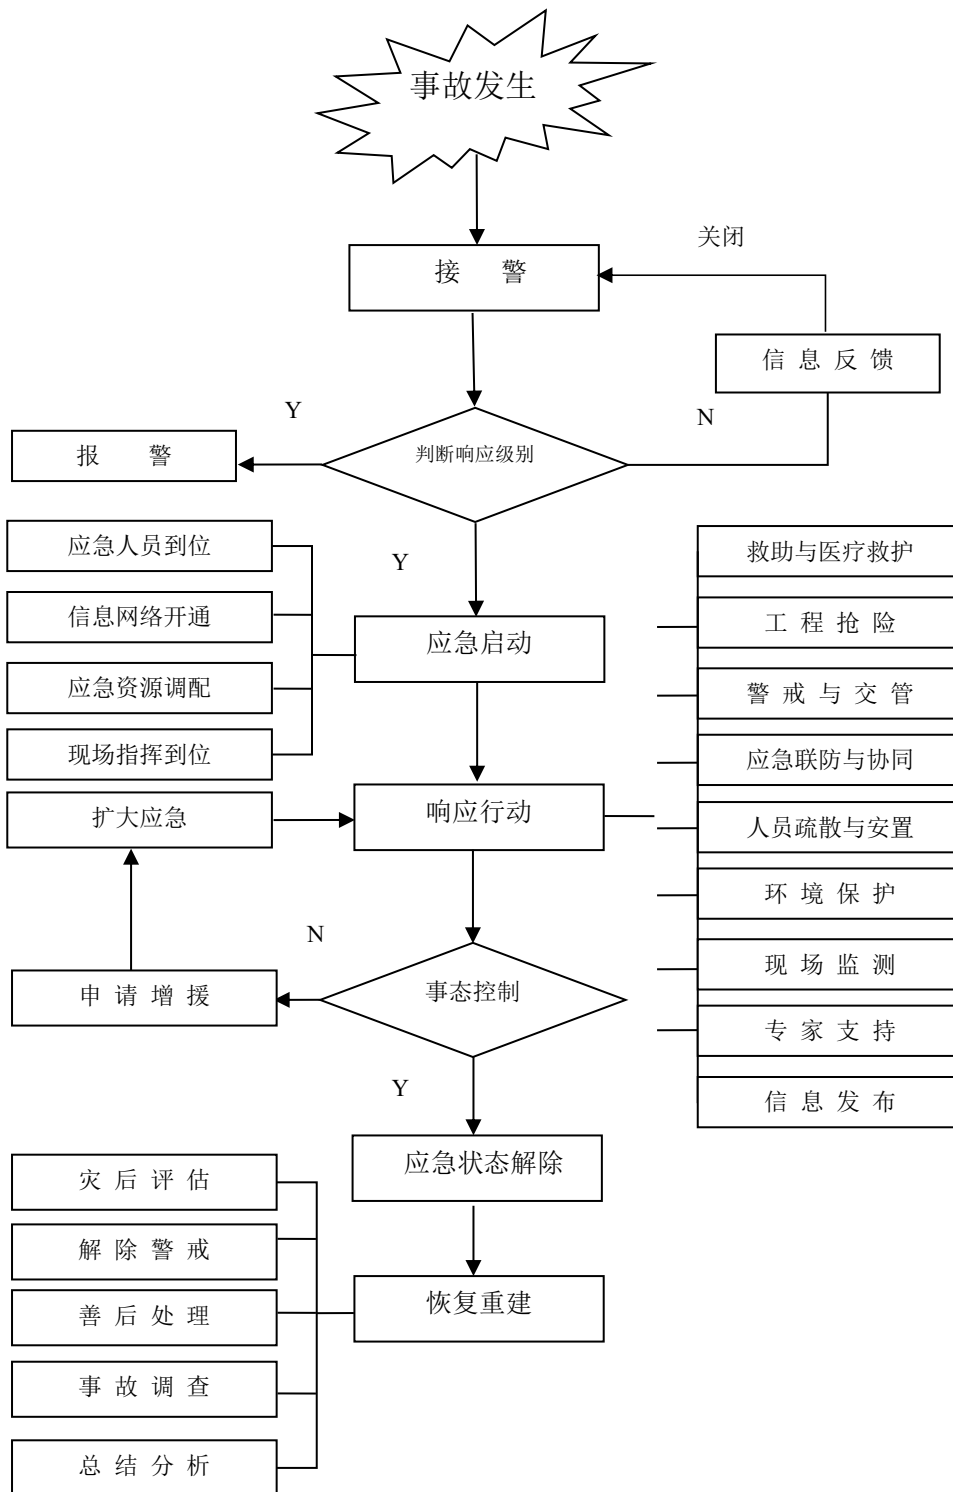 事故发生
关闭
接 警
信 息 反 馈
Y
N
判断响应级别
报 警
应急人员到位
信息网络开通
应急资源调配
现场指挥到位
Y
应急启动
救助与医疗救护
工 程 抢 险
警 戒 与 交 管
应急联防与协同
人员疏散与安置
环 境 保 护
现 场 监 测
专 家 支 持
信 息 发 布
扩大应急
响应行动
N
申 请 增 援
事态控制
Y
应急状态解除
灾 后 评 估
解 除 警 戒
善 后 处 理
事 故 调 查
总 结 分 析
恢复重建